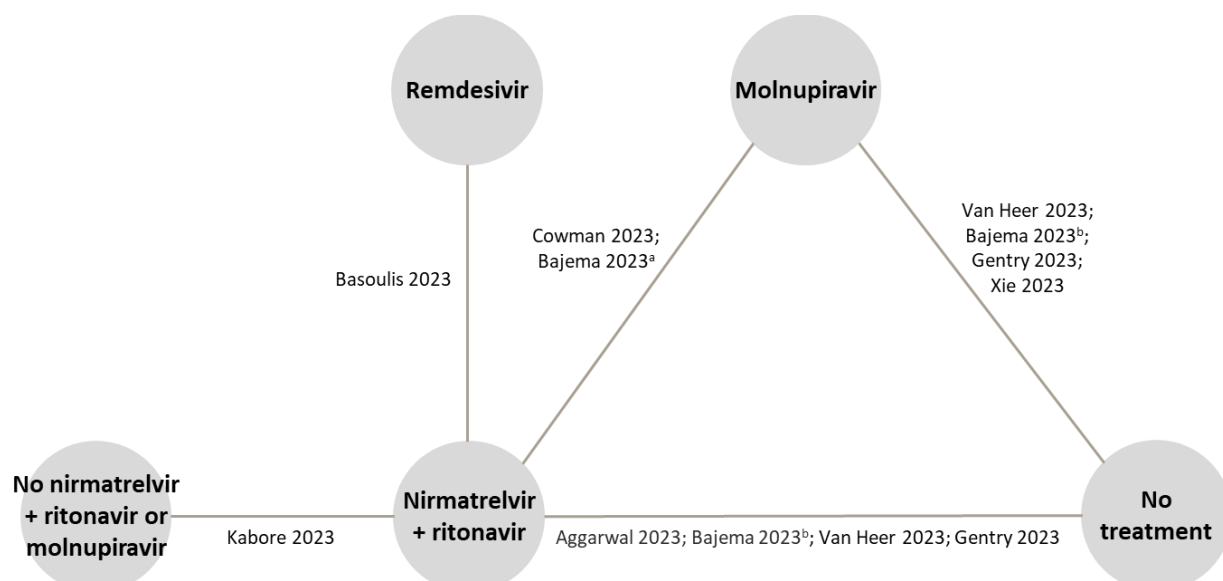 Remdesivir
Molnupiravir
Van Heer 2023;
Bajema 2023ᵇ;
Gentry 2023;
Xie 2023
Cowman 2023;
Bajema 2023ᵃ
Basoulis 2023
No nirmatrelvir
+ ritonavir or
molnupiravir
Kabore 2023
Nirmatrelvir
+ ritonavir
Aggarwal 2023; Bajema 2023ᵇ; Van Heer 2023; Gentry 2023
No
treatment